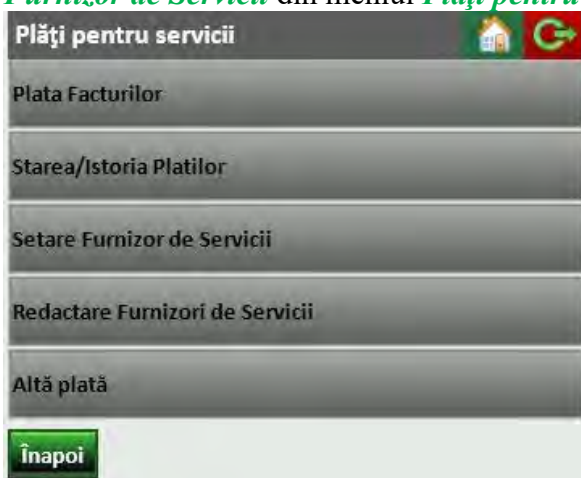 Furnizor de Servicii din meniul Plăţi pentru
Plăți pentru servicii
Plata Facturilor
Starea/Istoria Platilor
Setare Furnizor de Servicii
Redactare Furnizori de Servicii
Altă plată
Înapoi